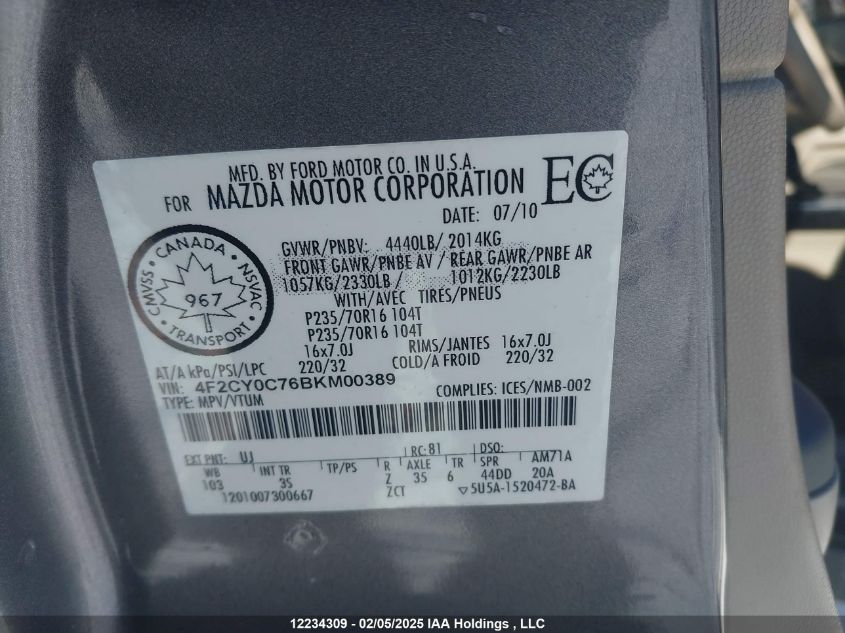 MFD. BY FORD MOTOR CO. IN U.S.A.
FOR MAZDA MOTOR CORPORATION
EC
DATE: 07/10
CANADA
CMVSS NSVAC
967
TRANSPORT
GVWR/PNBV: 4440LB/ 2014KG
FRONT GAWR/PNBE AV / REAR GAWR/PNBE AR
1057KG/2330LB / 1012KG/2230LB
WITH/AVEC TIRES/PNEUS
P235/70R16 104T
P235/70R16 104T
16x7.0J RIMS/JANTES 16x7.0J
AT/A kPa/PSI/LPC 220/32 COLD/A FROID 220/32
VIN: 4F2CY0C76BKM00389 COMPLIES: ICES/NMB-002
TYPE: MPV/VTUM
EXT PNT: UJ RC: 81 DSO: AM71A
WB INT TR TP/PS R AXLE TR SPR 20A
103 3S Z 35 6 44DD
1201007300667 ZCT ▽5U5A-1520472-BA
12234309 - 02/05/2025 IAA Holdings , LLC